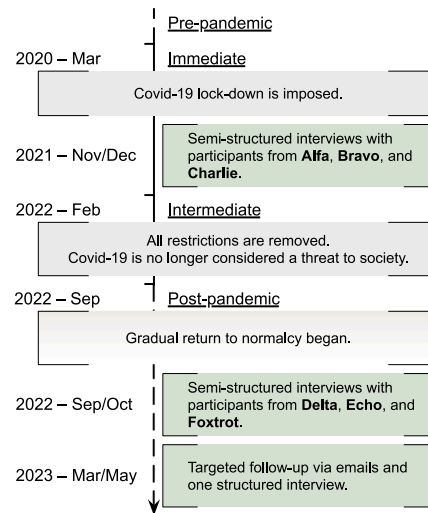 Pre-pandemic
2020 – Mar
Immediate
Covid-19 lock-down is imposed.
2021 – Nov/Dec
Semi-structured interviews with
participants from Alfa, Bravo, and
Charlie.
2022 – Feb
Intermediate
All restrictions are removed.
Covid-19 is no longer considered a threat to society.
2022 – Sep
Post-pandemic
Gradual return to normalcy began.
2022 – Sep/Oct
Semi-structured interviews with
participants from Delta, Echo, and
Foxtrot.
2023 – Mar/May
Targeted follow-up via emails and
one structured interview.